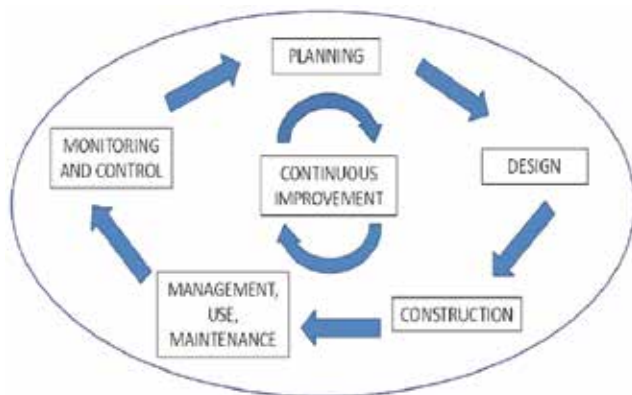 PLANNING
MONITORING
AND CONTROL
CONTINUOUS
IMPROVEMENT
DESIGN
MANAGEMENT,
USE,
MAINTENANCE
CONSTRUCTION